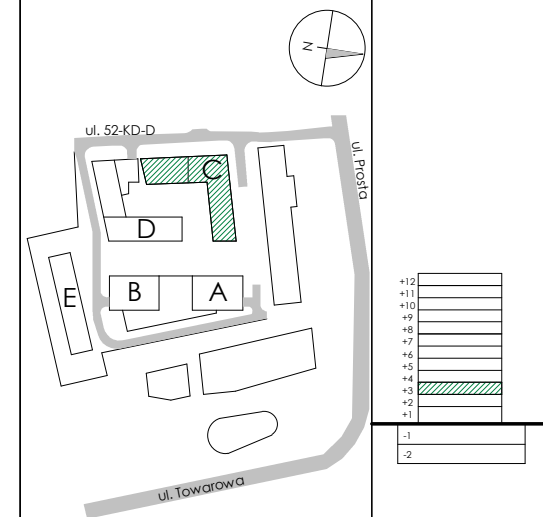 N
ul. 52-KD-D
ul. Prosta
C
D
E
B
A
ul. Towarowa
+12
+11
+10
+9
+8
+7
+6
+5
+4
+3
+2
+1
-1
-2